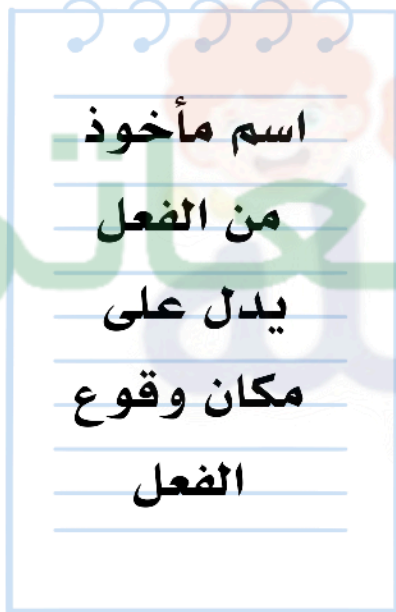 اسم مأخوذ
من الفعل
يدل على
مكان وقوع
الفعل